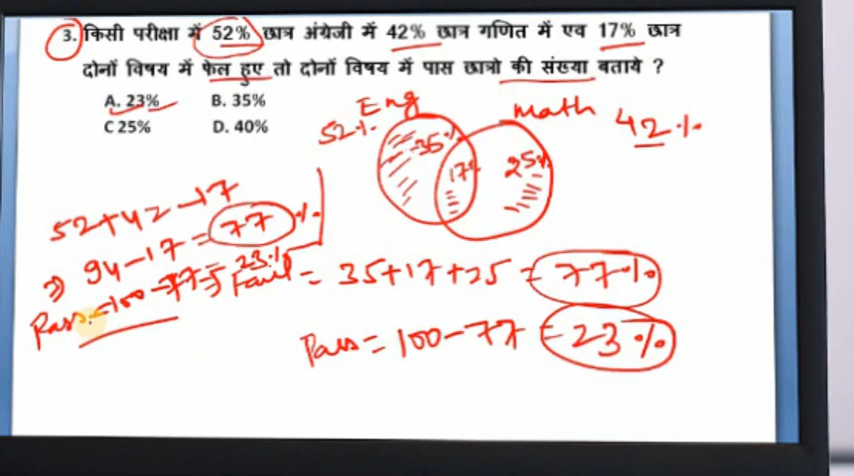 3. किसी परीक्षा में 52% छात्र अंग्रेजी में 42% छात्र गणित में एव 17% छात्र
दोनों विषय में फेल हुए तो दोनों विषय में पास छात्रो की संख्या बताये ?
A. 23% B. 35%
C 25% D. 40%
Eng Math
52% 42%
35% 17% 25%
52+42-17
⇒ 94-17 = 77%
Pass = 100-77 = 23%
⇒ Fail = 35+17+25 = 77%
Pass = 100-77 = 23%